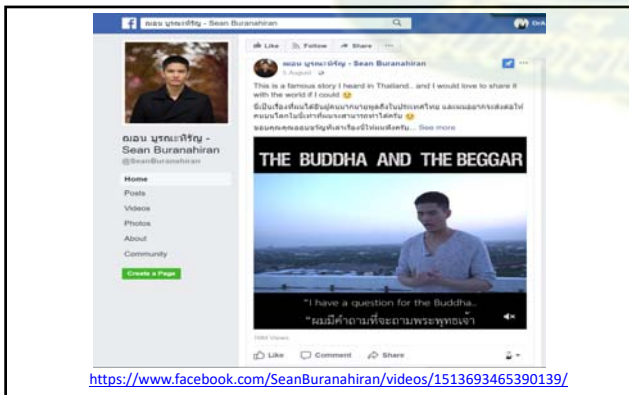 ฌอน บูรณะหิรัญ - Sean Buranahiran
Like Follow Share ...
ฌอน บูรณะหิรัญ - Sean Buranahiran
5 August
This is a famous story I heard in Thailand.. and I would love to share it
with the world if I could
ฌอน บูรณะหิรัญ -
Sean Buranahiran
@SeanBuranahiran
Home
Posts
Videos
Photos
About
Community
Create a Page
See more
THE BUDDHA AND THE BEGGAR
"I have a question for the Buddha..
"ผมมีคำถามที่จะถามพระพุทธเจ้า
Views
Like Comment Share
https://www.facebook.com/SeanBuranahiran/videos/1513693465390139/